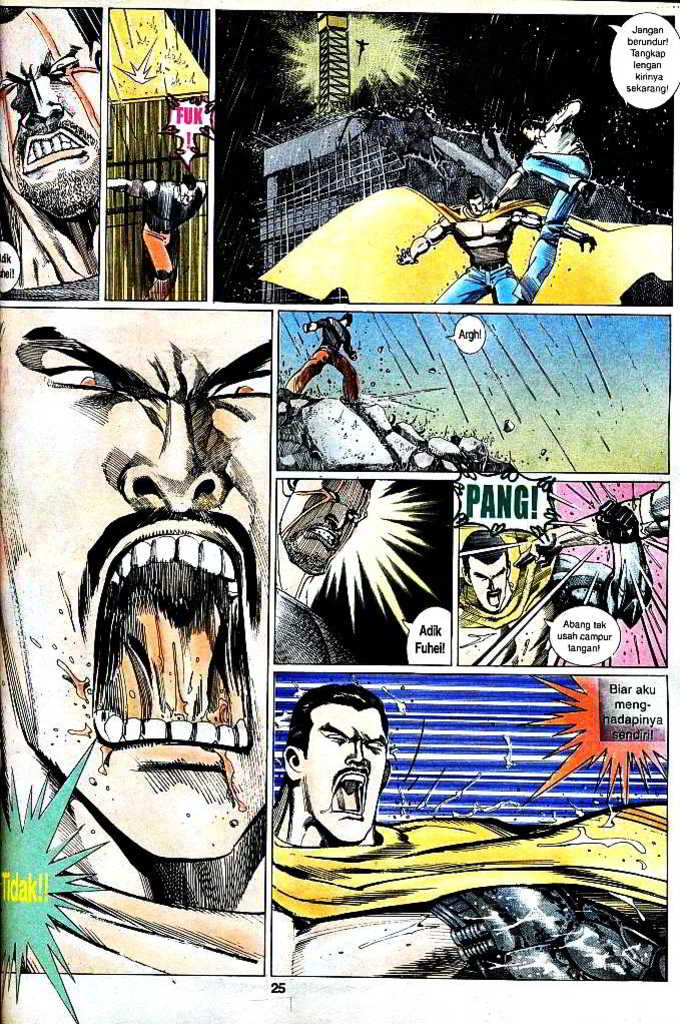 Jangan
berundur!
Tangkap
lengan
kirinya
sekarang!
FUK
!
Argh!
Tidak!!
PANG!
Adik
Fuhei!
Abang tak
usah campur
tangan!
Biar aku
meng-
hadapinya
sendiri!
25